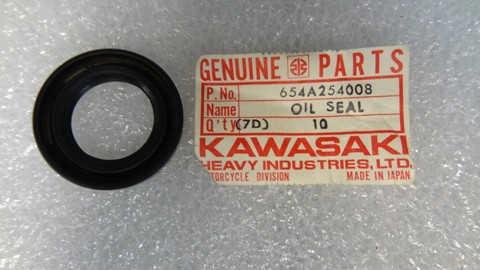 GENUINE PARTS
P.No. 654A254008
Name OIL SEAL
Q'ty (7D) 10
KAWASAKI
HEAVY INDUSTRIES, LTD.
MOTORCYCLE DIVISION MADE IN JAPAN